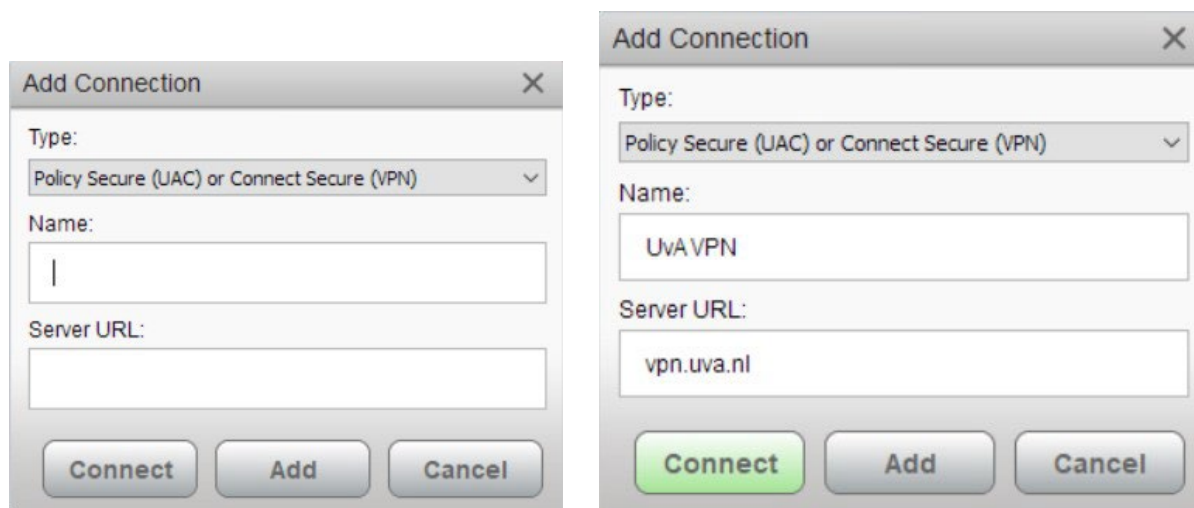 Add Connection
Type:
Policy Secure (UAC) or Connect Secure (VPN)
Name:
Server URL:
Connect Add Cancel
Add Connection
Type:
Policy Secure (UAC) or Connect Secure (VPN)
Name:
UvA VPN
Server URL:
vpn.uva.nl
Connect Add Cancel